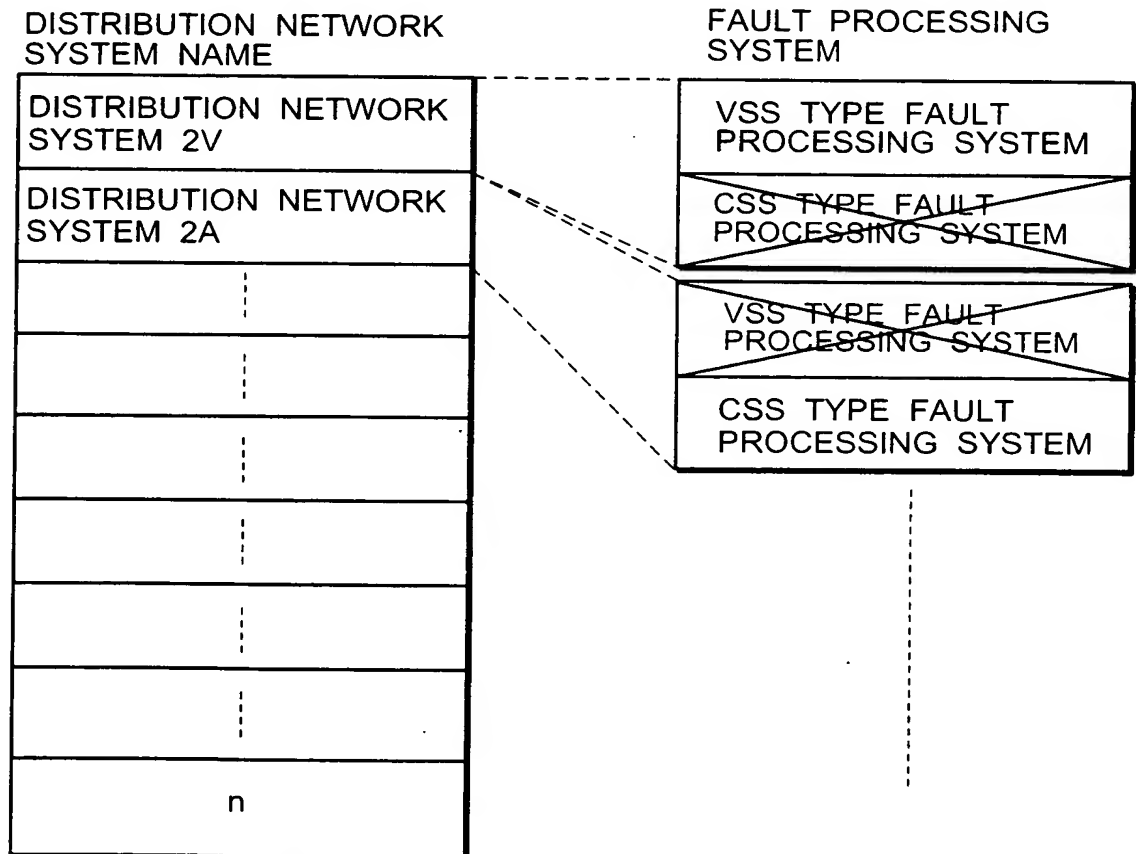 DISTRIBUTION NETWORK
SYSTEM NAME
DISTRIBUTION NETWORK
SYSTEM 2V
DISTRIBUTION NETWORK
SYSTEM 2A
n
FAULT PROCESSING
SYSTEM
VSS TYPE FAULT
PROCESSING SYSTEM
CSS TYPE FAULT
PROCESSING SYSTEM
VSS TYPE FAULT
PROCESSING SYSTEM
CSS TYPE FAULT
PROCESSING SYSTEM